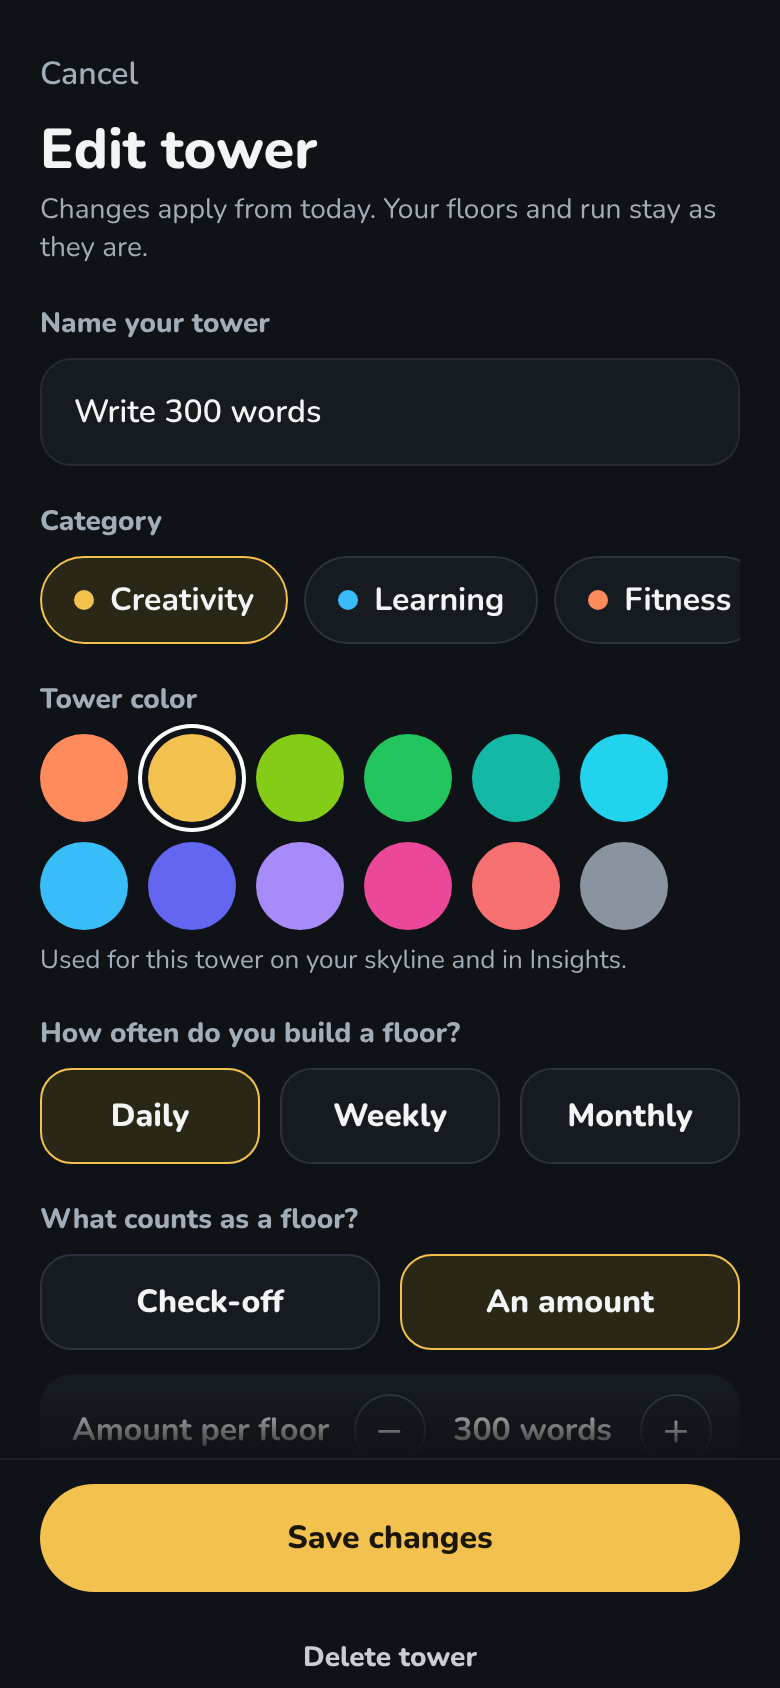 Cancel
Edit tower
Changes apply from today. Your floors and run stay as
they are.
Name your tower
Write 300 words
Category
Creativity
Learning
Fitness
Tower color
Used for this tower on your skyline and in Insights.
How often do you build a floor?
Daily
Weekly
Monthly
What counts as a floor?
Check-off
An amount
Amount per floor − 300 words +
Save changes
Delete tower